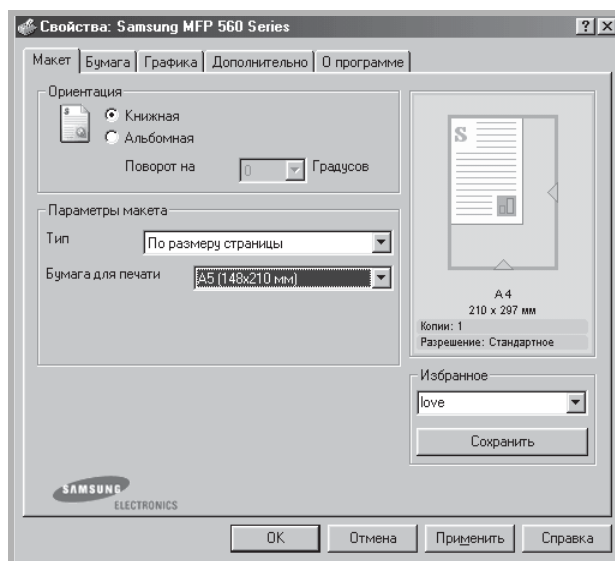 Свойства: Samsung MFP 560 Series
Макет Бумага Графика Дополнительно О программе
Ориентация
Книжная
Альбомная
Поворот на 0 Градусов
Параметры макета
Тип По размеру страницы
Бумага для печати A5 (148x210 мм)
S
S
A4
210 x 297 мм
Копии: 1
Разрешение: Стандартное
Избранное
love
Сохранить
SAMSUNG
ELECTRONICS
OK Отмена Применить Справка